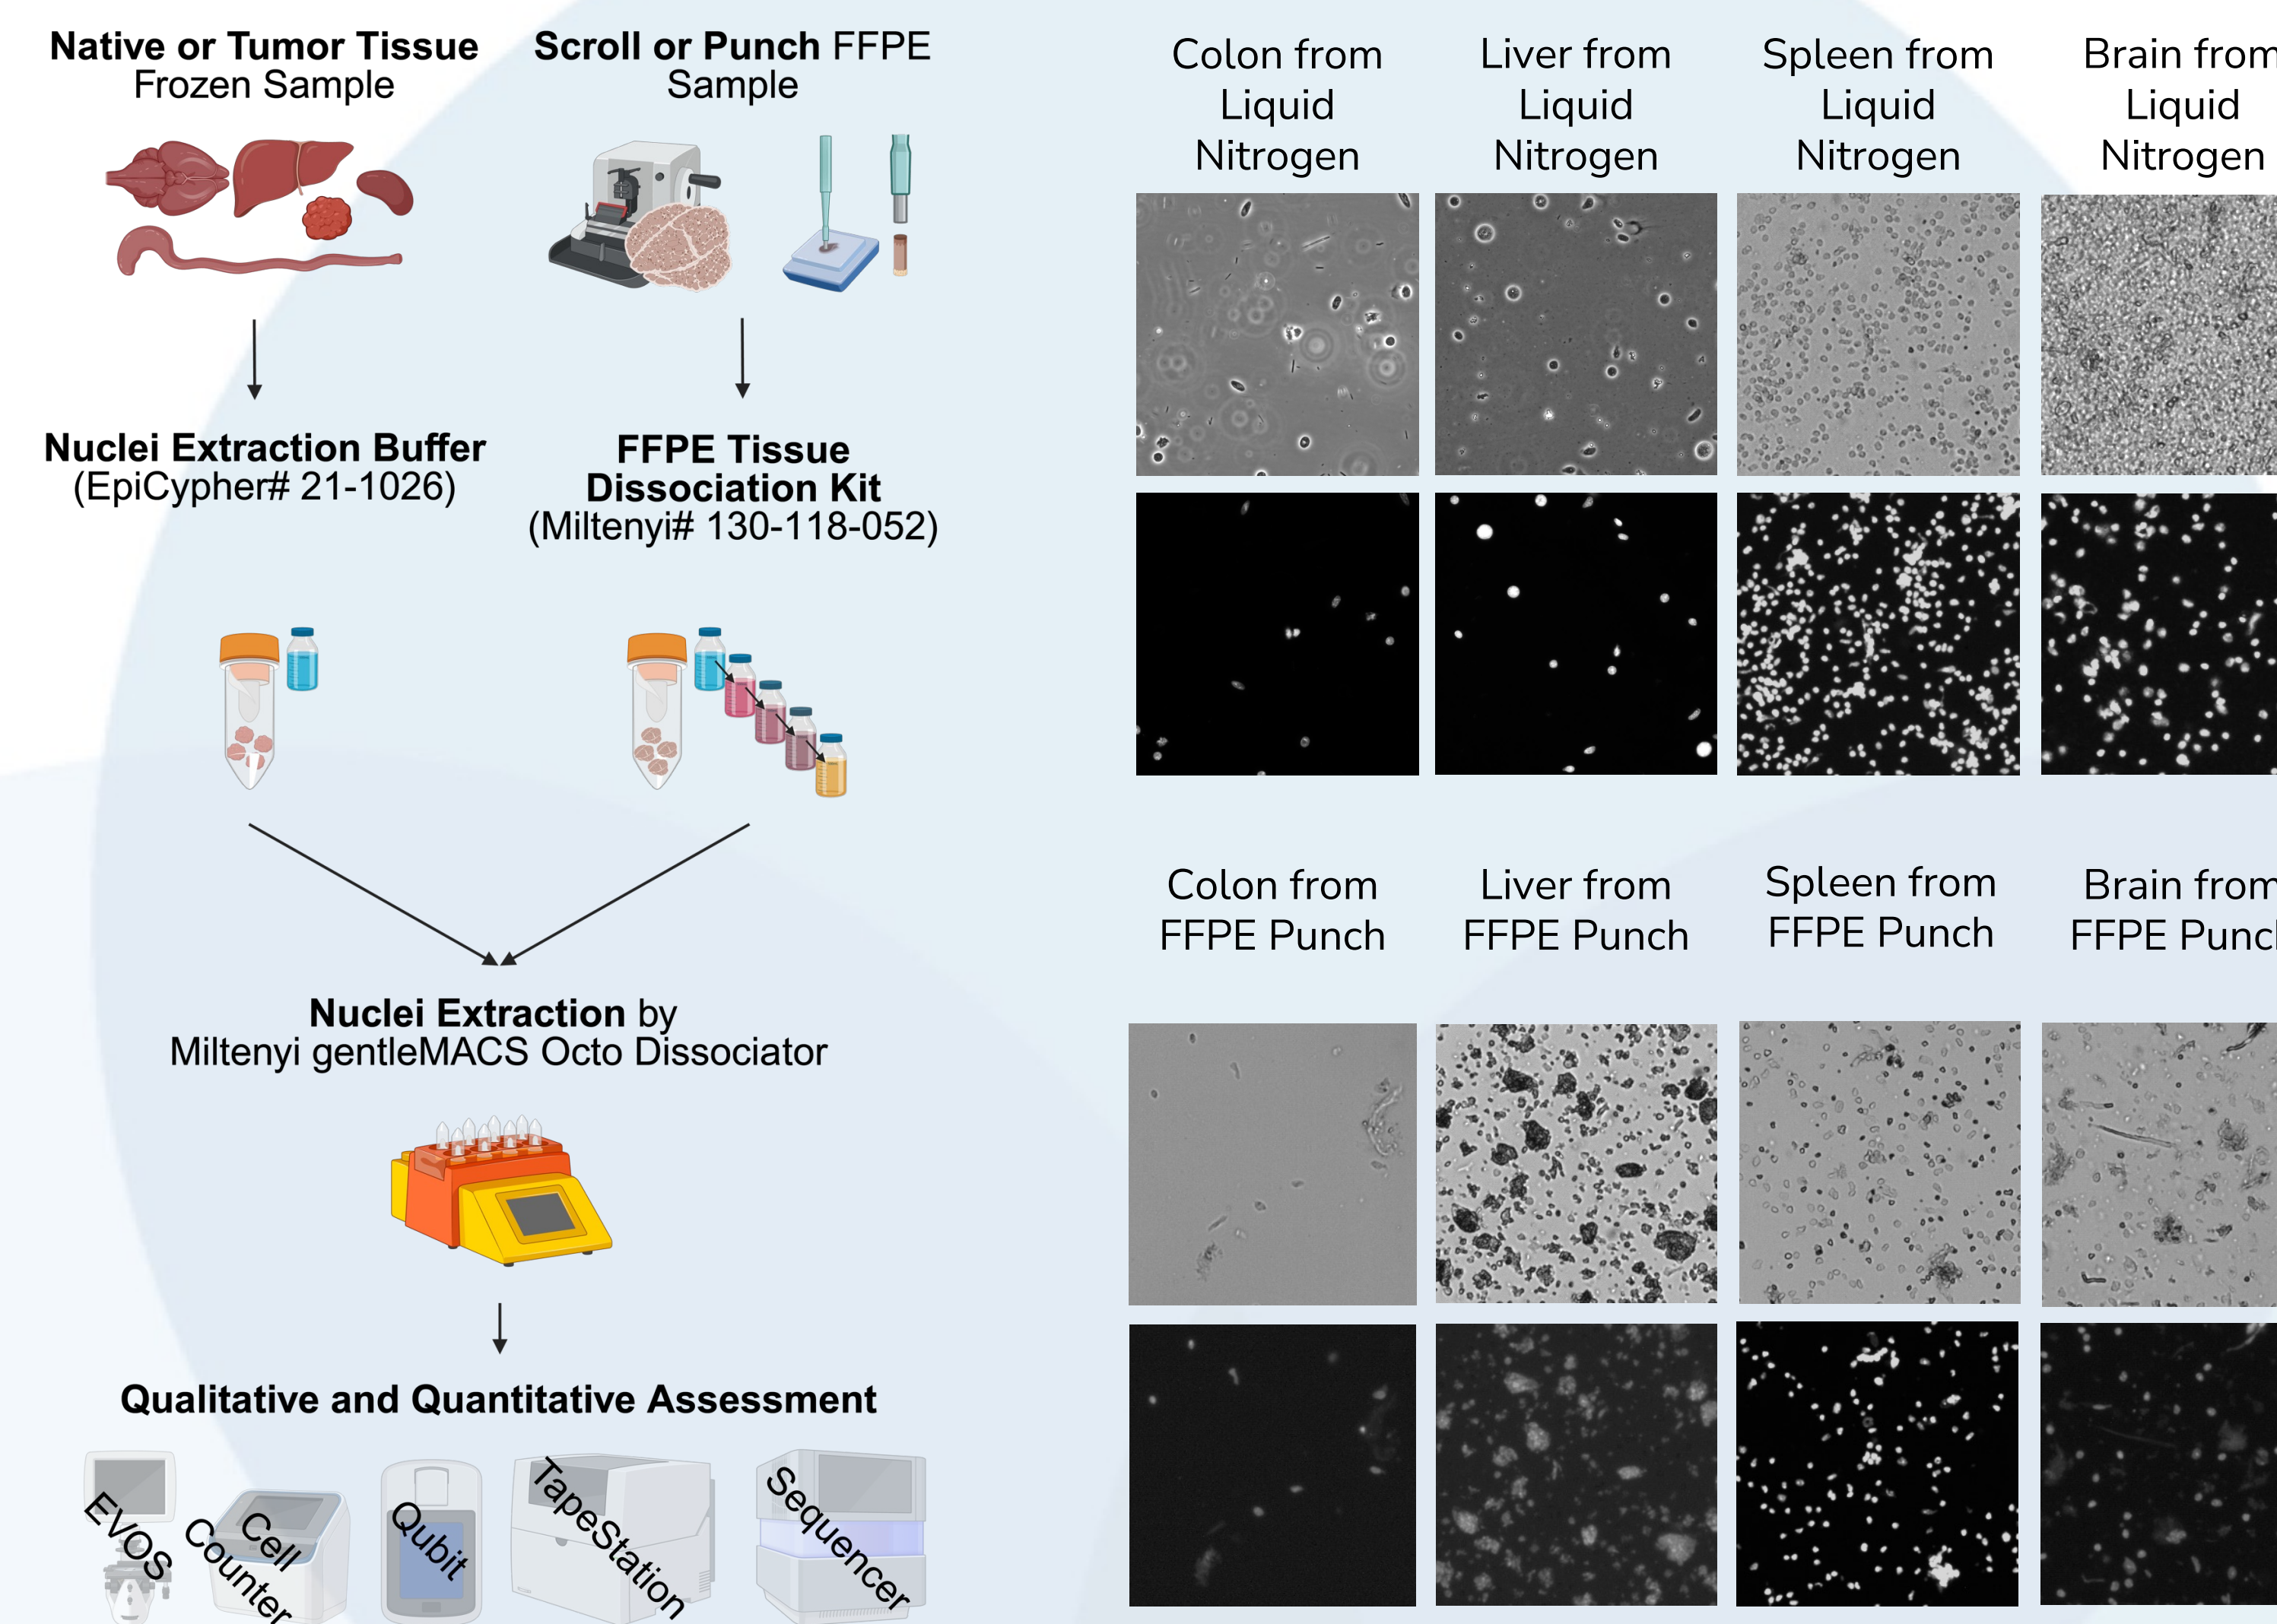 Native or Tumor Tissue
Frozen Sample
Scroll or Punch FFPE
Sample
Nuclei Extraction Buffer
(EpiCypher# 21-1026)
FFPE Tissue
Dissociation Kit
(Miltenyi# 130-118-052)
Nuclei Extraction by
Miltenyi gentleMACS Octo Dissociator
Qualitative and Quantitative Assessment
EVOS
Cell
Counter
Qubit
TapeStation
Sequencer
Colon from
Liquid
Nitrogen
Liver from
Liquid
Nitrogen
Spleen from
Liquid
Nitrogen
Brain from
Liquid
Nitrogen
Colon from
FFPE Punch
Liver from
FFPE Punch
Spleen from
FFPE Punch
Brain from
FFPE Punch